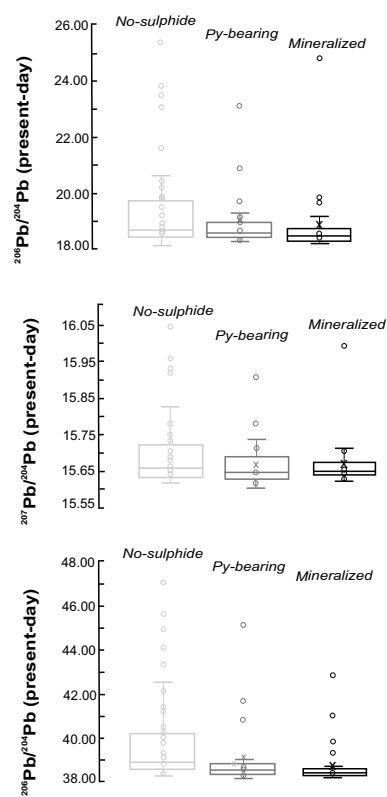 No-sulphide
Py-bearing
Mineralized
26.00
24.00
22.00
20.00
18.00
²⁰⁶Pb/²⁰⁴Pb (present-day)
No-sulphide
Py-bearing
Mineralized
16.05
15.95
15.85
15.75
15.65
15.55
²⁰⁷Pb/²⁰⁴Pb (present-day)
No-sulphide
Py-bearing
Mineralized
48.00
46.00
44.00
42.00
40.00
38.00
²⁰⁶Pb/²⁰⁴Pb (present-day)